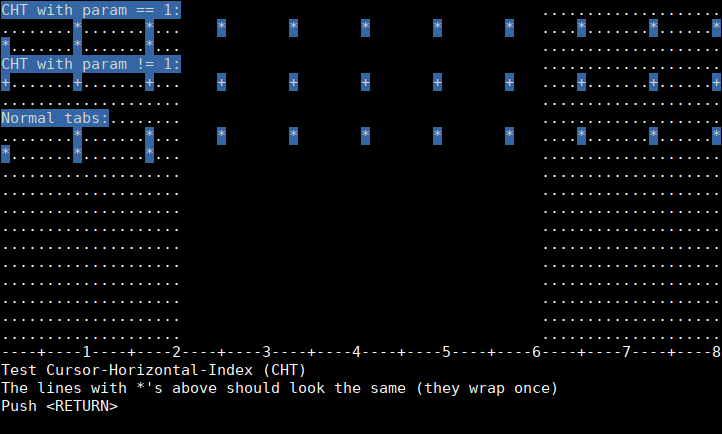 CHT with param == 1:                                        ....................
........*.......*...    *       *       *       *       *   ....*.......*......*
*.......*.......*...                                        ....................
CHT with param != 1:                                        ....................
+.......+.......+...    +       +       +       +       +   ....+.......+......+
....................                                        ....................
Normal tabs:........                                        ....................
........*.......*...    *       *       *       *       *   ....*.......*......*
*.......*.......*...                                        ....................
....................                                        ....................
....................                                        ....................
....................                                        ....................
....................                                        ....................
....................                                        ....................
....................                                        ....................
....................                                        ....................
....................                                        ....................
....................                                        ....................
...................                                         ....................
----+----1----+----2----+----3----+----4----+----5----+----6----+----7----+----8
Test Cursor-Horizontal-Index (CHT)
The lines with *'s above should look the same (they wrap once)
Push <RETURN>